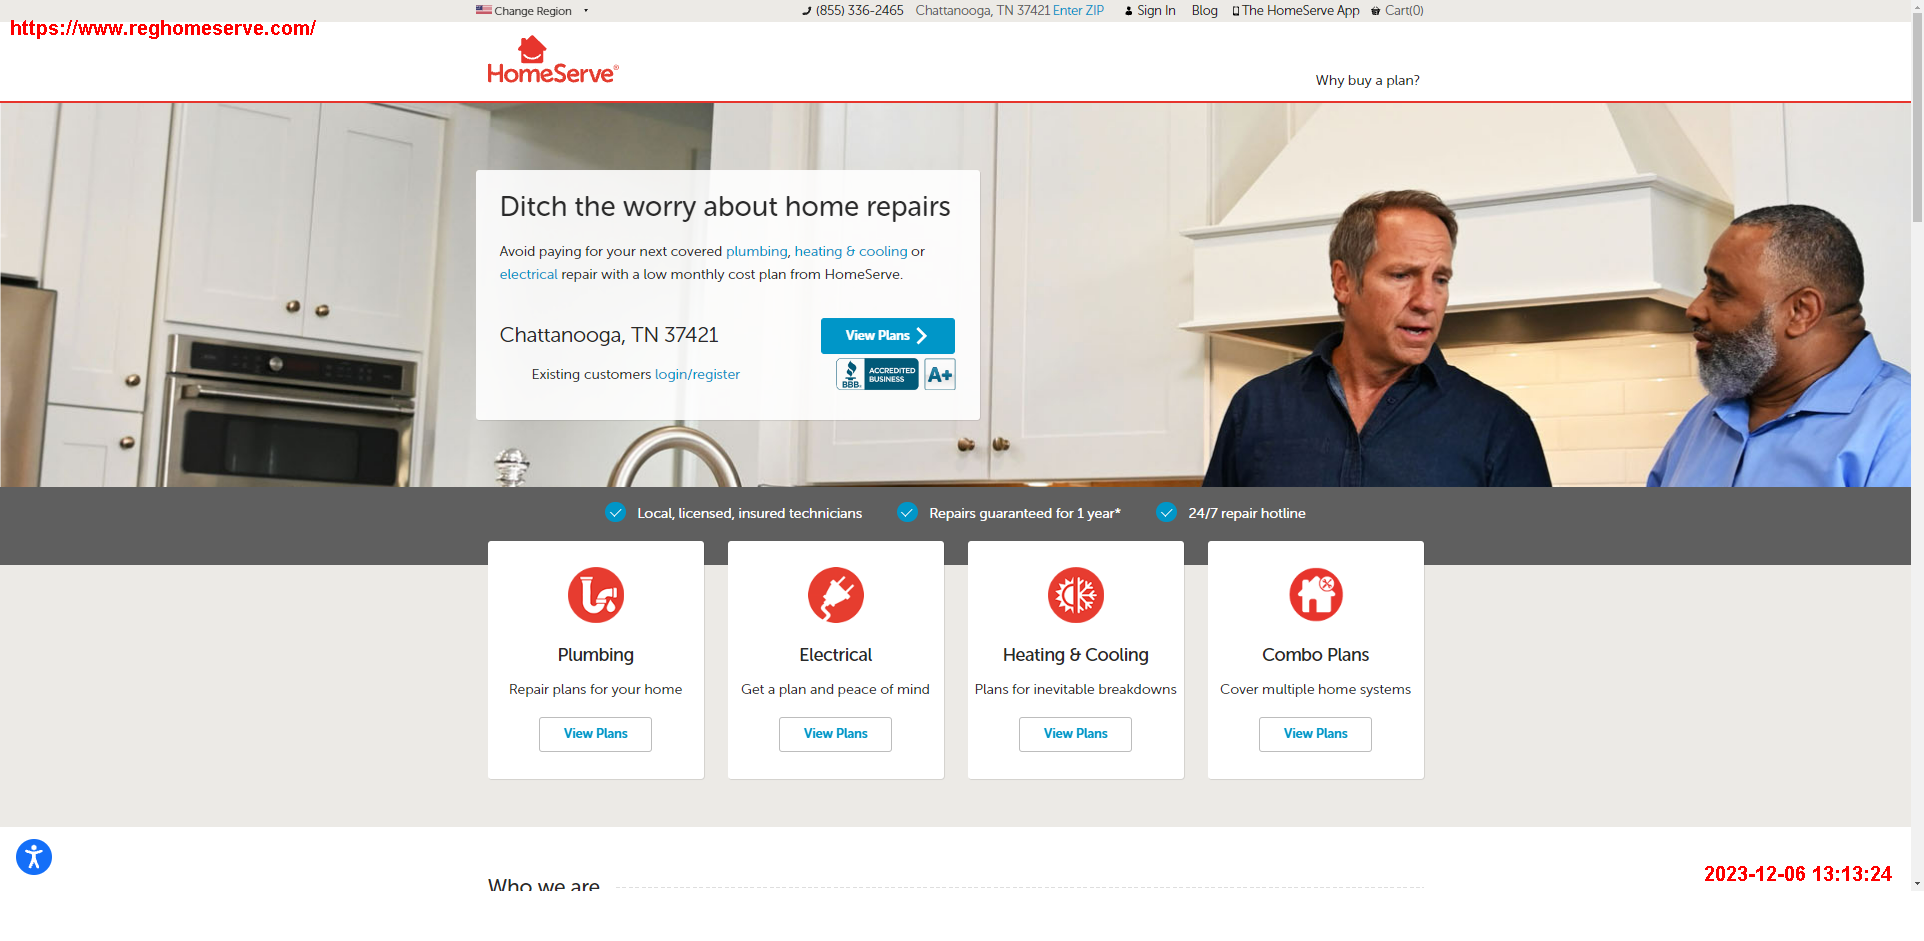 Change Region
(855) 336-2465 Chattanooga, TN 37421 Enter ZIP Sign In Blog The HomeServe App Cart(0)
https://www.reghomeserve.com/
HomeServe®
Why buy a plan?
Ditch the worry about home repairs
Avoid paying for your next covered plumbing, heating & cooling or
electrical repair with a low monthly cost plan from HomeServe.
Chattanooga, TN 37421
View Plans
Existing customers login/register
BBB.
ACCREDITED
BUSINESS
A+
Local, licensed, insured technicians
Repairs guaranteed for 1 year*
24/7 repair hotline
Plumbing
Repair plans for your home
View Plans
Electrical
Get a plan and peace of mind
View Plans
Heating & Cooling
Plans for inevitable breakdowns
View Plans
Combo Plans
Cover multiple home systems
View Plans
Who we are
2023-12-06 13:13:24